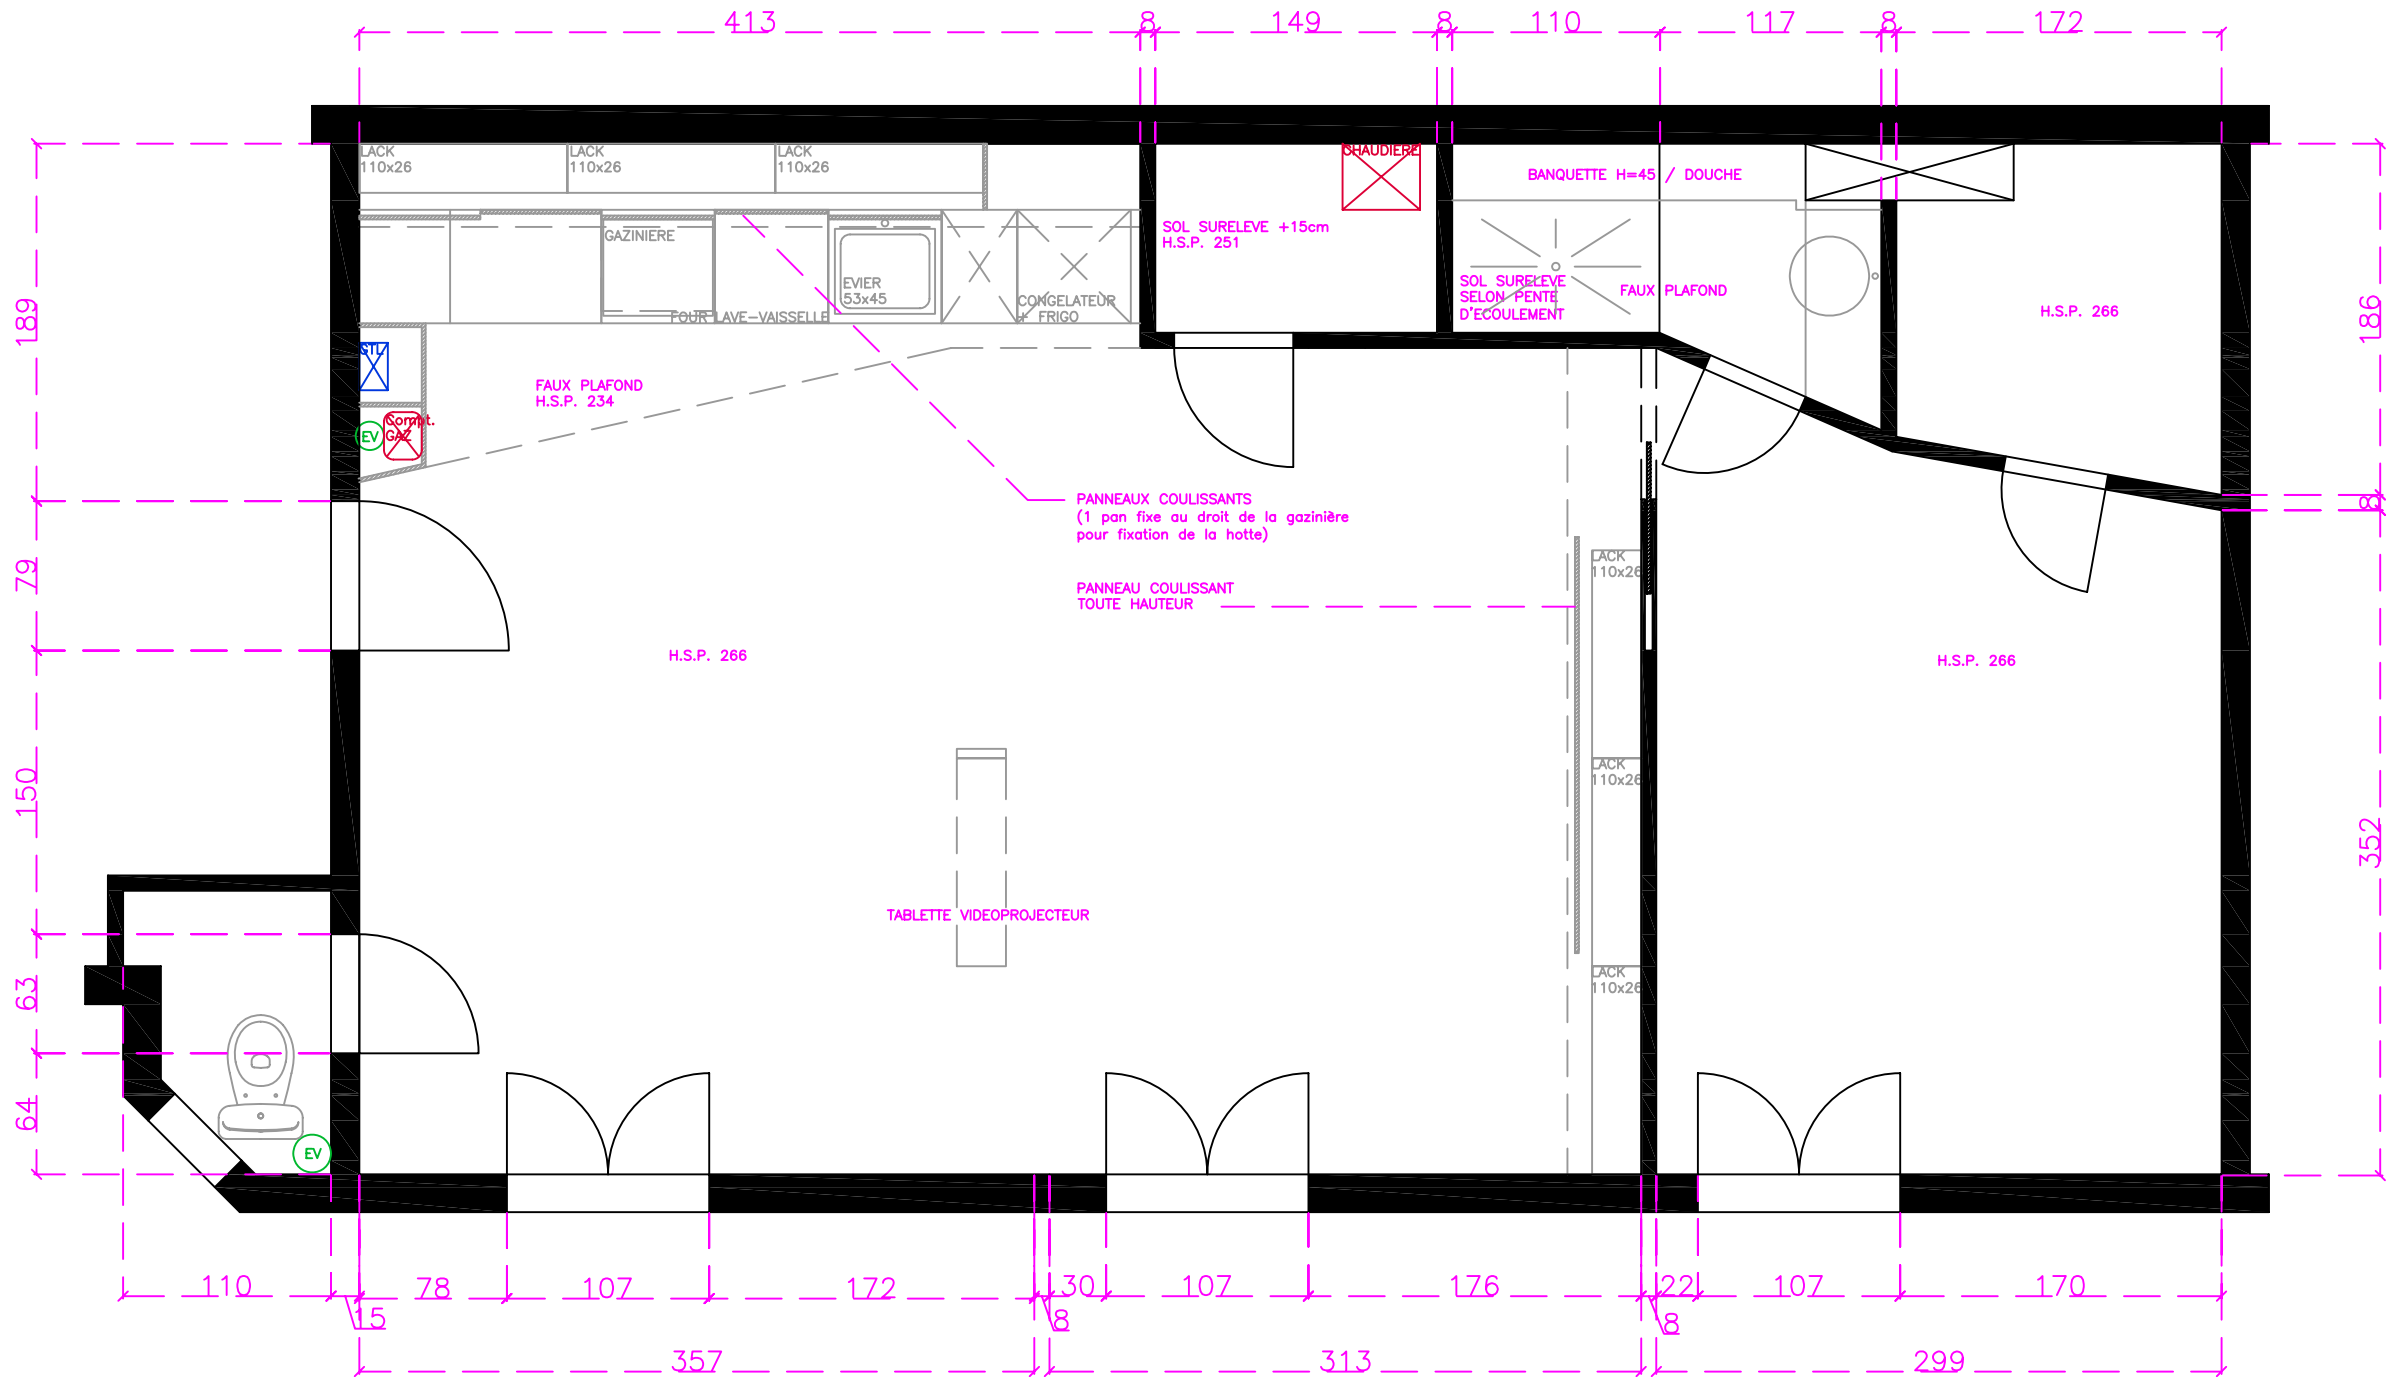 413
8
149
8
110
117
8
172
LACK
110x26
LACK
110x26
LACK
110x26
CHAUDIERE
BANQUETTE H=45 / DOUCHE
SOL SURELEVE +15cm
H.S.P. 251
GAZINIERE
EVIER
53x45
CONGELATEUR
+ FRIGO
FOUR
LAVE-VAISSELLE
SOL SURELEVE
SELON PENTE
D'ECOULEMENT
FAUX PLAFOND
H.S.P. 266
189
186
GTL
FAUX PLAFOND
H.S.P. 234
Compt.
GAZ
EV
PANNEAUX COULISSANTS
(1 pan fixe au droit de la gazinière
pour fixation de la hotte)
8
79
LACK
110x26
PANNEAU COULISSANT
TOUTE HAUTEUR
H.S.P. 266
H.S.P. 266
150
LACK
110x26
352
TABLETTE VIDEOPROJECTEUR
63
LACK
110x26
64
EV
110
15
78
107
172
8
30
107
176
8
22
107
170
357
313
299